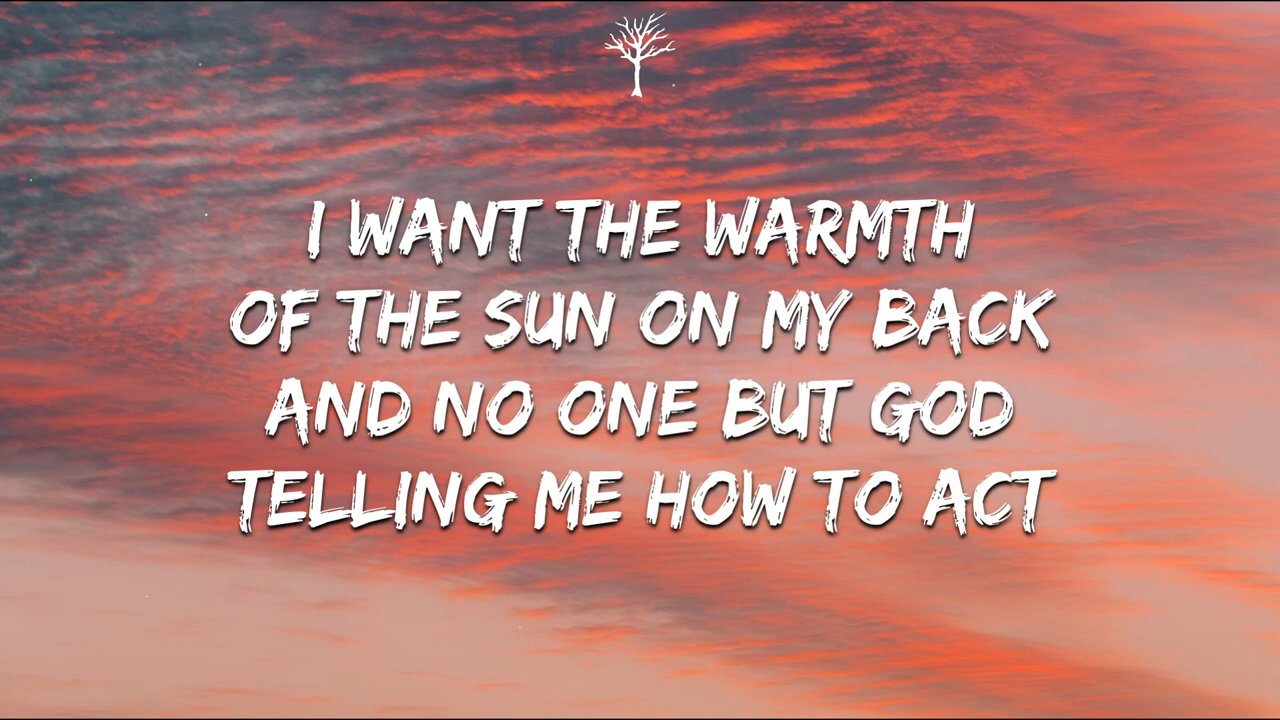 I WANT THE WARMTH
OF THE SUN ON MY BACK
AND NO ONE BUT GOD
TELLING ME HOW TO ACT